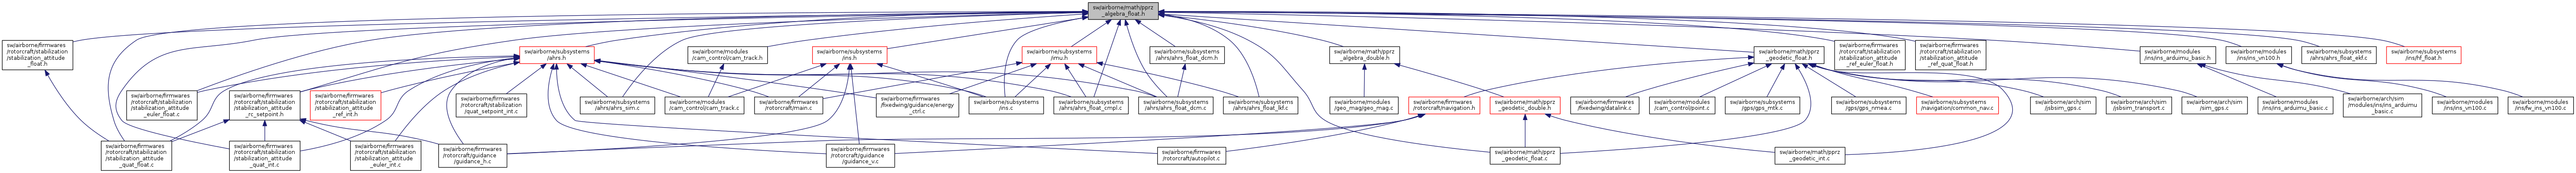 sw/airborne/math/pprz
_algebra_float.h
sw/airborne/firmwares
/rotorcraft/stabilization
/stabilization_attitude
_float.h
sw/airborne/subsystems
/ahrs.h
sw/airborne/modules
/cam_control/cam_track.h
sw/airborne/subsystems
/ins.h
sw/airborne/subsystems
/imu.h
sw/airborne/subsystems
/ahrs/ahrs_float_dcm.h
sw/airborne/math/pprz
_algebra_double.h
sw/airborne/math/pprz
_geodetic_float.h
sw/airborne/firmwares
/rotorcraft/stabilization
/stabilization_attitude
_ref_euler_float.h
sw/airborne/firmwares
/rotorcraft/stabilization
/stabilization_attitude
_ref_quat_float.h
sw/airborne/modules
/ins/ins_arduimu_basic.h
sw/airborne/modules
/ins/ins_vn100.h
sw/airborne/subsystems
/ahrs/ahrs_float_ekf.c
sw/airborne/subsystems
/ins/hf_float.h
sw/airborne/firmwares
/rotorcraft/stabilization
/stabilization_attitude
_euler_float.c
sw/airborne/firmwares
/rotorcraft/stabilization
/stabilization_attitude
_rc_setpoint.h
sw/airborne/firmwares
/rotorcraft/stabilization
/stabilization_attitude
_ref_int.h
sw/airborne/firmwares
/rotorcraft/stabilization
/quat_setpoint_int.c
sw/airborne/subsystems
/ahrs/ahrs_sim.c
sw/airborne/modules
/cam_control/cam_track.c
sw/airborne/firmwares
/rotorcraft/main.c
sw/airborne/firmwares
/fixedwing/guidance/energy
_ctrl.c
sw/airborne/subsystems
/ins.c
sw/airborne/subsystems
/ahrs/ahrs_float_cmpl.c
sw/airborne/subsystems
/ahrs/ahrs_float_dcm.c
sw/airborne/subsystems
/ahrs/ahrs_float_lkf.c
sw/airborne/modules
/geo_mag/geo_mag.c
sw/airborne/firmwares
/rotorcraft/navigation.h
sw/airborne/math/pprz
_geodetic_double.h
sw/airborne/firmwares
/fixedwing/datalink.c
sw/airborne/modules
/cam_control/point.c
sw/airborne/subsystems
/gps/gps_mtk.c
sw/airborne/subsystems
/gps/gps_nmea.c
sw/airborne/subsystems
/navigation/common_nav.c
sw/airborne/arch/sim
/jsbsim_gps.c
sw/airborne/arch/sim
/jsbsim_transport.c
sw/airborne/arch/sim
/sim_gps.c
sw/airborne/modules
/ins/ins_arduimu_basic.c
sw/airborne/arch/sim
/modules/ins/ins_arduimu
_basic.c
sw/airborne/modules
/ins/ins_vn100.c
sw/airborne/modules
/ins/fw_ins_vn100.c
sw/airborne/firmwares
/rotorcraft/stabilization
/stabilization_attitude
_quat_float.c
sw/airborne/firmwares
/rotorcraft/stabilization
/stabilization_attitude
_quat_int.c
sw/airborne/firmwares
/rotorcraft/stabilization
/stabilization_attitude
_euler_int.c
sw/airborne/firmwares
/rotorcraft/guidance
/guidance_h.c
sw/airborne/firmwares
/rotorcraft/guidance
/guidance_v.c
sw/airborne/firmwares
/rotorcraft/autopilot.c
sw/airborne/math/pprz
_geodetic_float.c
sw/airborne/math/pprz
_geodetic_int.c